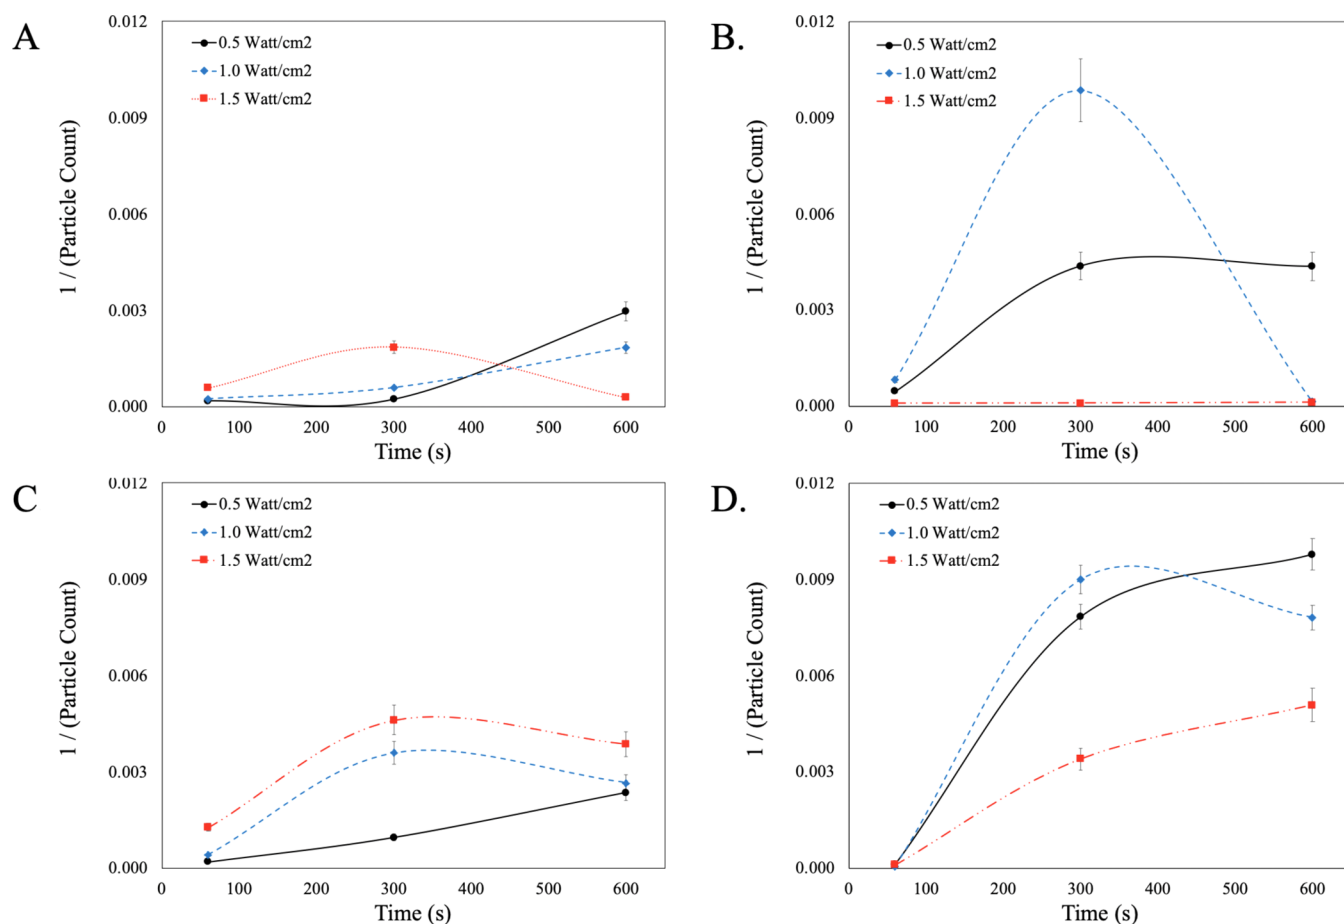 A
0.012
0.009
0.006
0.003
0.000
1 / (Particle Count)
0.5 Watt/cm2
1.0 Watt/cm2
1.5 Watt/cm2
0 100 200 300 400 500 600
Time (s)
B.
0.012
0.009
0.006
0.003
0.000
1 / (Particle Count)
0.5 Watt/cm2
1.0 Watt/cm2
1.5 Watt/cm2
0 100 200 300 400 500 600
Time (s)
C
0.012
0.009
0.006
0.003
0.000
1 / (Particle Count)
0.5 Watt/cm2
1.0 Watt/cm2
1.5 Watt/cm2
0 100 200 300 400 500 600
Time (s)
D.
0.012
0.009
0.006
0.003
0.000
1 / (Particle Count)
0.5 Watt/cm2
1.0 Watt/cm2
1.5 Watt/cm2
0 100 200 300 400 500 600
Time (s)